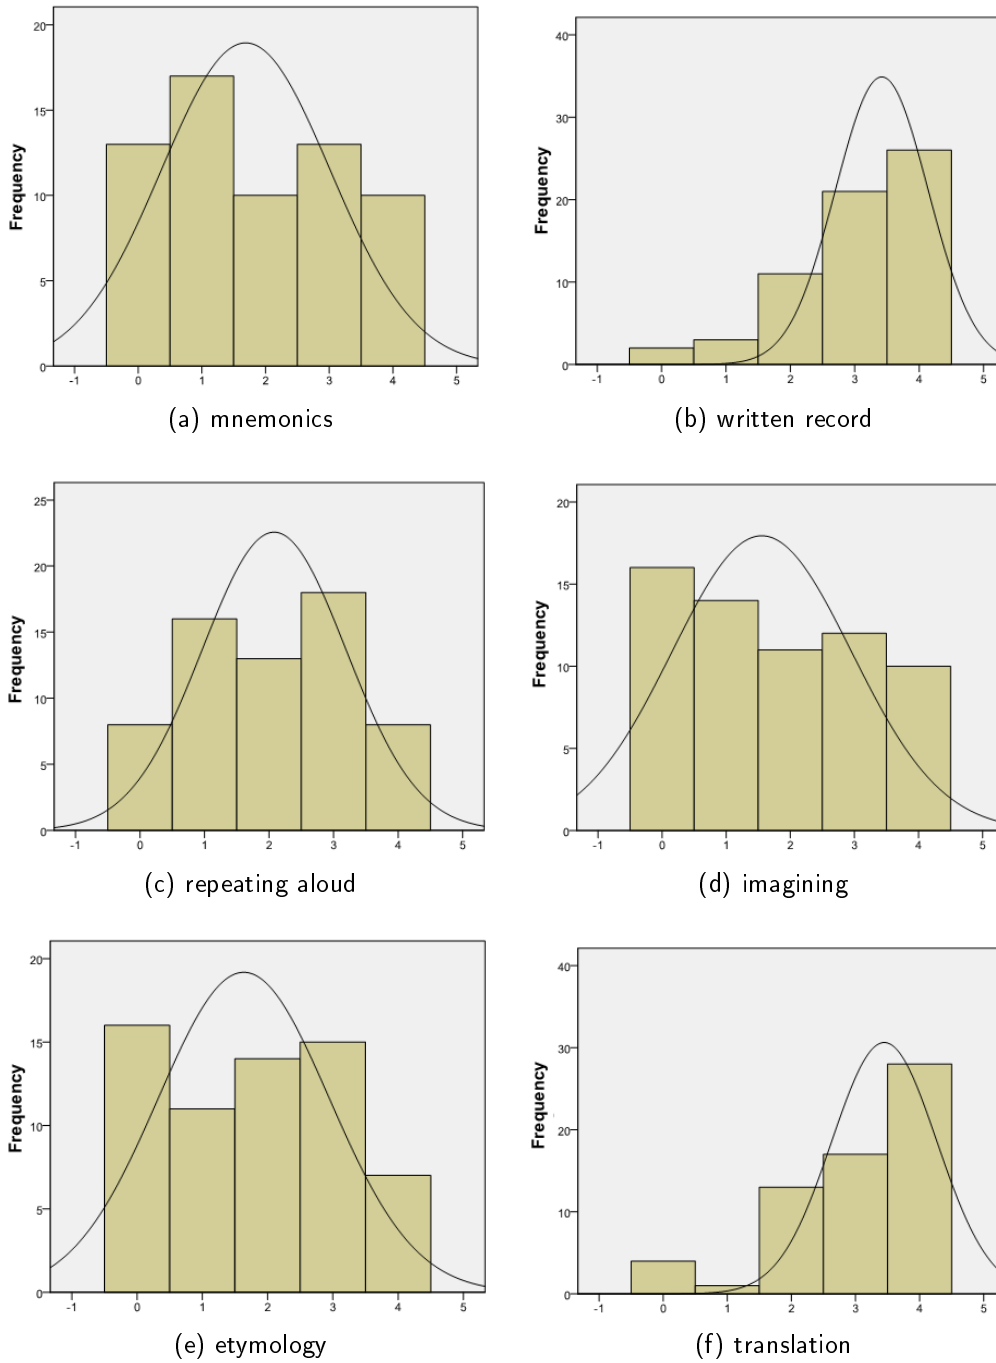 20
15
10
5
0
Frequency
-1 0 1 2 3 4 5
(a) mnemonics
40
30
20
10
0
Frequency
-1 0 1 2 3 4 5
(b) written record
25
20
15
10
5
0
Frequency
-1 0 1 2 3 4 5
(c) repeating aloud
20
15
10
5
0
Frequency
-1 0 1 2 3 4 5
(d) imagining
20
15
10
5
0
Frequency
-1 0 1 2 3 4 5
(e) etymology
40
30
20
10
0
Frequency
-1 0 1 2 3 4 5
(f) translation